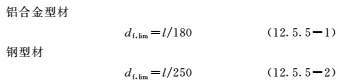 铝合金型材
d_{f,lim}=l/180 (12.5.5-1)
钢型材
d_{f,lim}=l/250 (12.5.5-2)